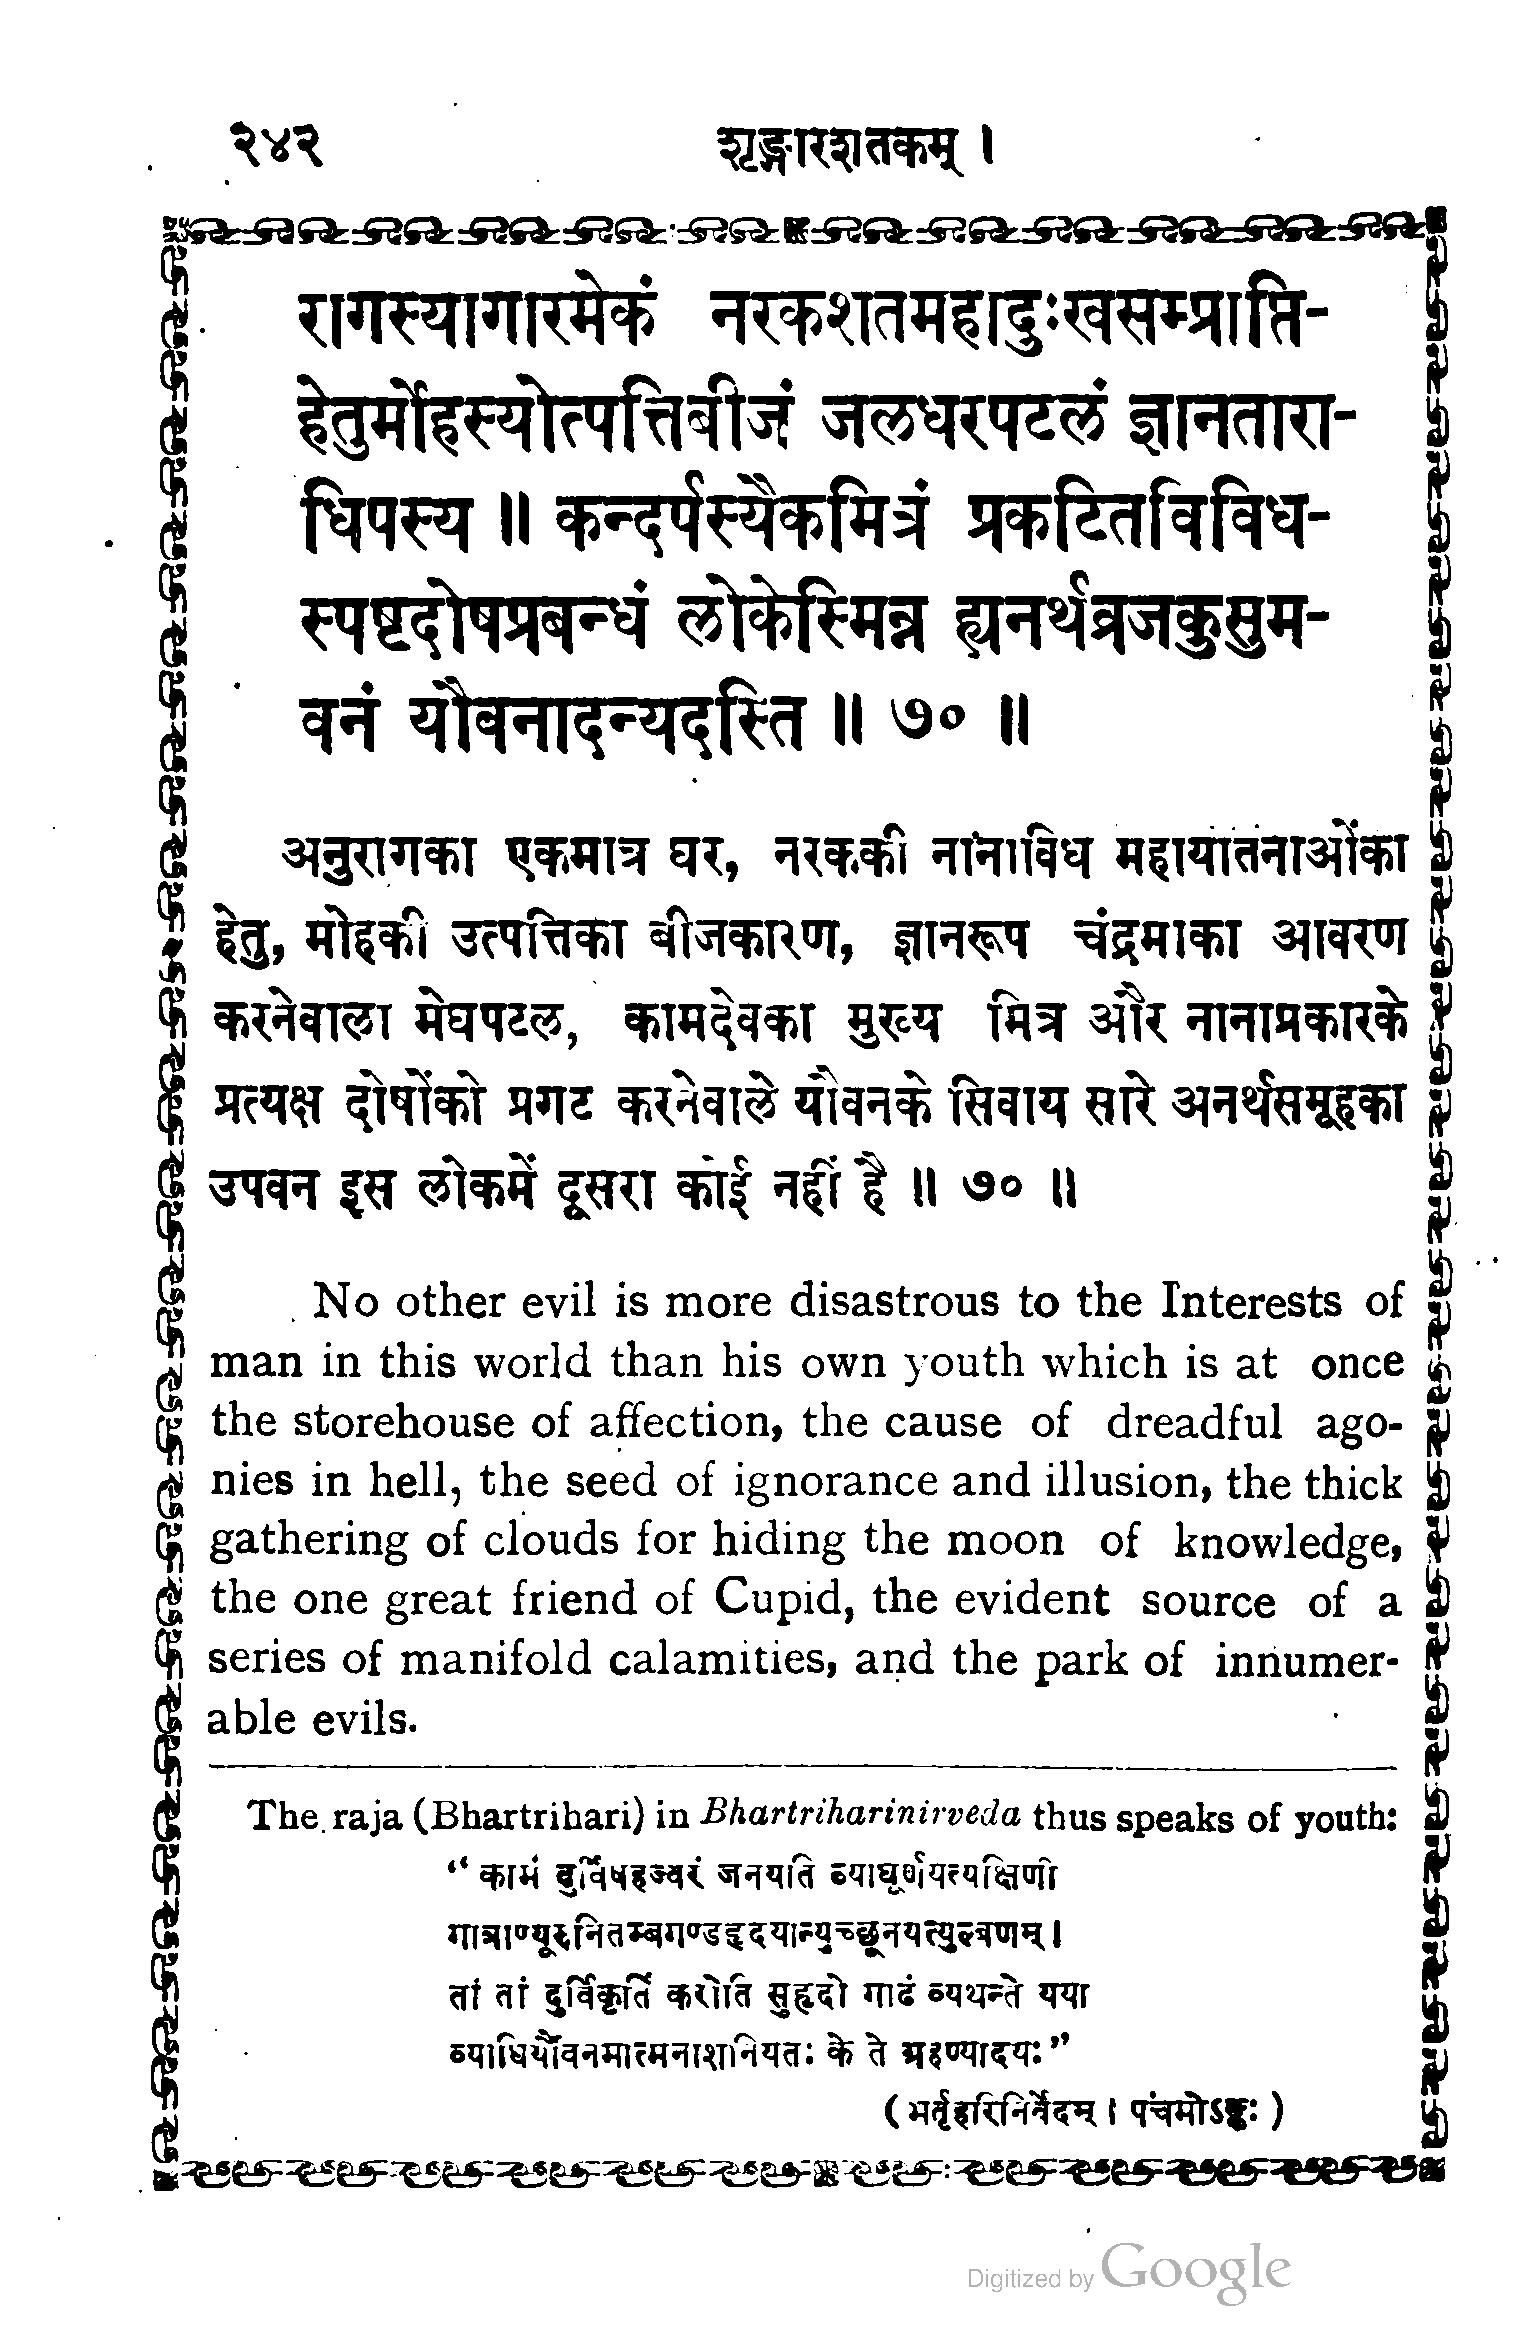 २४२ शृङ्गारशतकम् ।
रागस्यागारमेकं नरकशतमहादुःखसम्प्राप्ति-
हेतुर्मोहस्योत्पत्तिबीजं जलधरपटलं ज्ञानतारा-
धिपस्य ॥ कन्दर्पस्यैकमित्रं प्रकटितविविध-
स्पष्टदोषप्रबन्धं लोकेस्मिन्न ह्यनर्थव्रजकुसुम-
वनं यौवनादन्यदस्ति ॥ ७० ॥
अनुरागका एकमात्र घर, नरककी नानाविध महायातनाओंका
हेतु, मोहकी उत्पत्तिका बीजकारण, ज्ञानरूप चंद्रमाका आवरण
करनेवाला मेघपटल, कामदेवका मुख्य मित्र और नानाप्रकारके
प्रत्यक्ष दोषोंको प्रगट करनेवाले यौवनके सिवाय सारे अनर्थसमूहका
उपवन इस लोकमें दूसरा कोई नहीं है ॥ ७० ॥
No other evil is more disastrous to the Interests of
man in this world than his own youth which is at once
the storehouse of affection, the cause of dreadful ago-
nies in hell, the seed of ignorance and illusion, the thick
gathering of clouds for hiding the moon of knowledge,
the one great friend of Cupid, the evident source of a
series of manifold calamities, and the park of innumer-
able evils.
The raja (Bhartrihari) in Bhartriharinirveda thus speaks of youth:
“ कामं दुर्विषहज्वरं जनयति व्याघूर्णयत्यक्षिणी
गात्राण्यूरुनितम्बगण्डहृदयान्युच्छूनयत्युल्बणम् ।
तां तां दुर्विकृतिं करोति सुहृदो गाढं व्यथन्ते यया
व्याधिर्यौवनमात्मनाशनियतः के ते ग्रहण्यादयः”
( भर्तृहरिनिर्वेदम् । पंचमोऽङ्कः )
Digitized by Google